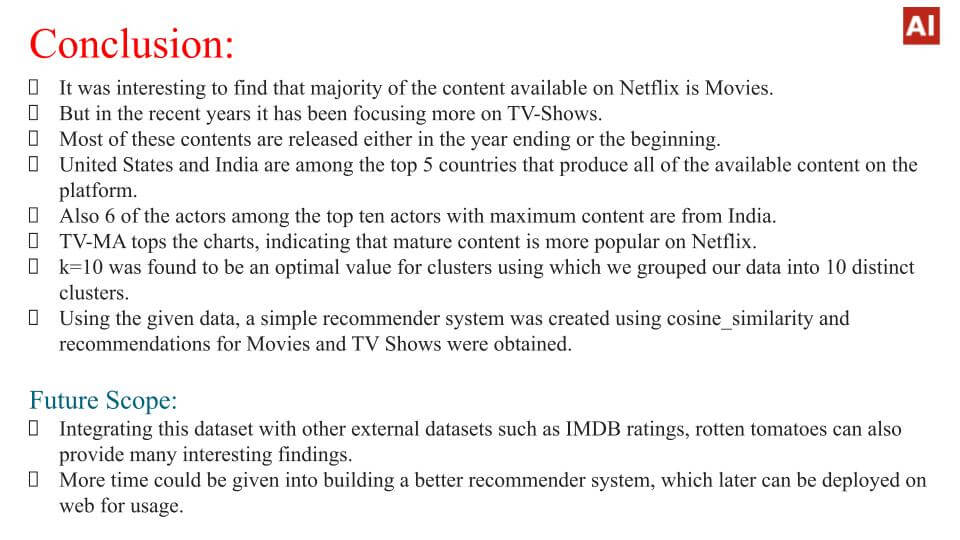 AI
Conclusion:
It was interesting to find that majority of the content available on Netflix is Movies.
But in the recent years it has been focusing more on TV-Shows.
Most of these contents are released either in the year ending or the beginning.
United States and India are among the top 5 countries that produce all of the available content on the
platform.
Also 6 of the actors among the top ten actors with maximum content are from India.
TV-MA tops the charts, indicating that mature content is more popular on Netflix.
k=10 was found to be an optimal value for clusters using which we grouped our data into 10 distinct
clusters.
Using the given data, a simple recommender system was created using cosine_similarity and
recommendations for Movies and TV Shows were obtained.
Future Scope:
Integrating this dataset with other external datasets such as IMDB ratings, rotten tomatoes can also
provide many interesting findings.
More time could be given into building a better recommender system, which later can be deployed on
web for usage.